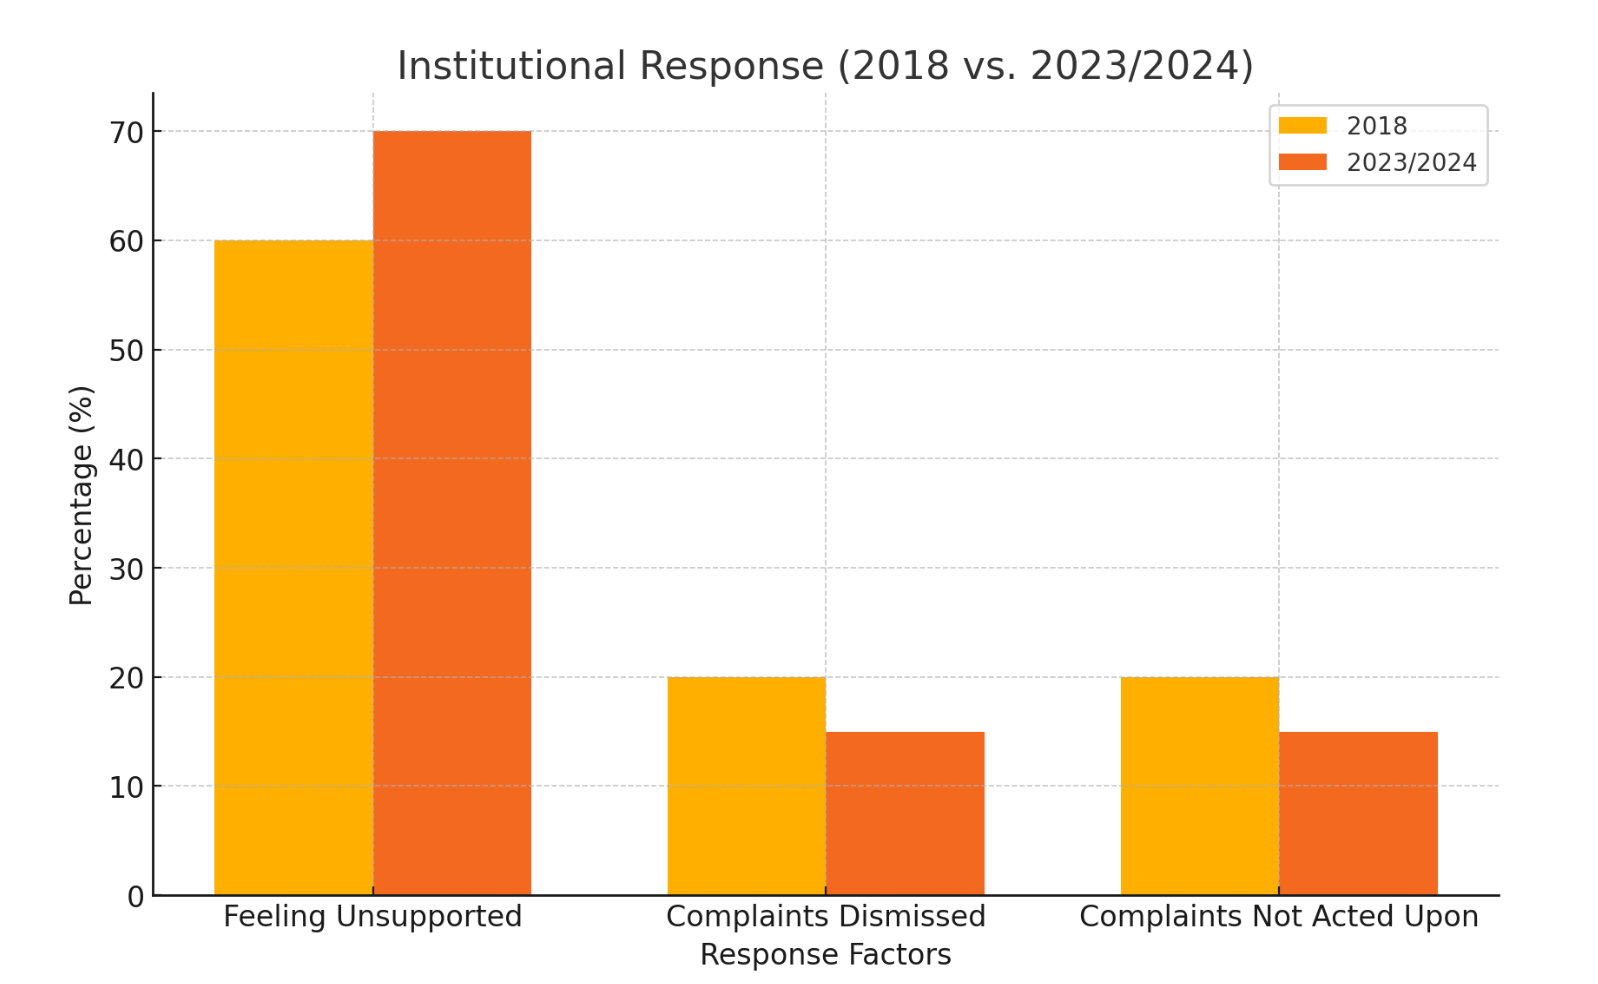 Institutional Response (2018 vs. 2023/2024)
2018
2023/2024
Percentage (%)
70
60
50
40
30
20
10
0
Feeling Unsupported
Complaints Dismissed
Complaints Not Acted Upon
Response Factors